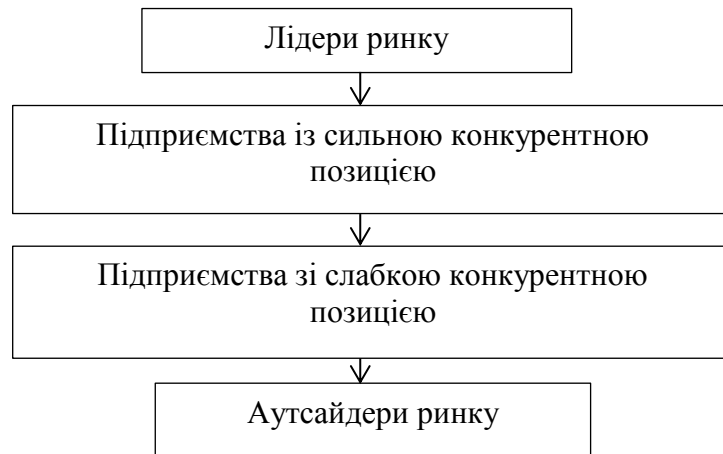 Лідери ринку
Підприємства із сильною конкурентною
позицією
Підприємства зі слабкою конкурентною
позицією
Аутсайдери ринку